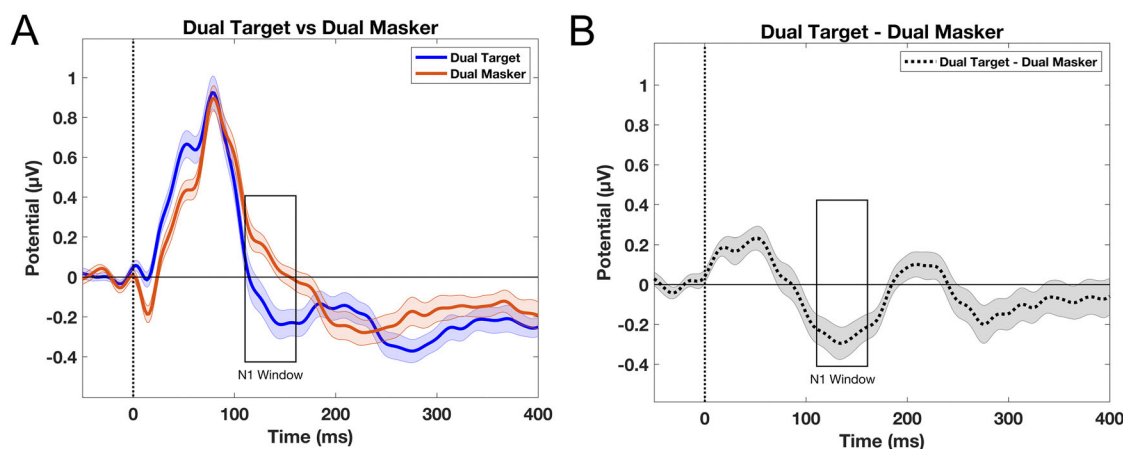 A
Dual Target vs Dual Masker
Dual Target
Dual Masker
1
0.8
0.6
0.4
0.2
0
-0.2
-0.4
Potential (µV)
N1 Window
0
100
200
300
400
Time (ms)
B
Dual Target - Dual Masker
Dual Target - Dual Masker
1
0.8
0.6
0.4
0.2
0
-0.2
-0.4
Potential (µV)
N1 Window
0
100
200
300
400
Time (ms)